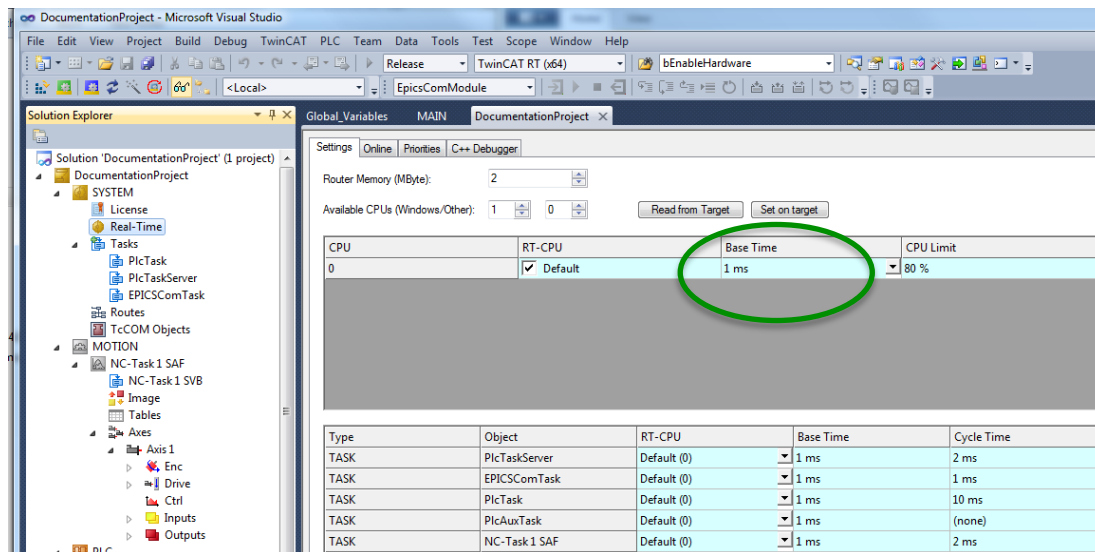 DocumentationProject - Microsoft Visual Studio
File Edit View Project Build Debug TwinCAT PLC Team Data Tools Test Scope Window Help
Release TwinCAT RT (x64) bEnableHardware
<Local> EpicsComModule
Solution Explorer
Global_Variables MAIN DocumentationProject
Solution 'DocumentationProject' (1 project)
DocumentationProject
SYSTEM
License
Real-Time
Tasks
PlcTask
PlcTaskServer
EPICSComTask
Routes
TcCOM Objects
MOTION
NC-Task 1 SAF
NC-Task 1 SVB
Image
Tables
Axes
Axis 1
Enc
Drive
Ctrl
Inputs
Outputs
PLC
Settings Online Priorities C++ Debugger
Router Memory (MByte): 2
Available CPUs (Windows/Other): 1 0 Read from Target Set on target
CPU RT-CPU Base Time CPU Limit
0 Default 1 ms 80 %
Type Object RT-CPU Base Time Cycle Time
TASK PlcTaskServer Default (0) 1 ms 2 ms
TASK EPICSComTask Default (0) 1 ms 1 ms
TASK PlcTask Default (0) 1 ms 10 ms
TASK PlcAuxTask Default (0) 1 ms (none)
TASK NC-Task 1 SAF Default (0) 1 ms 2 ms